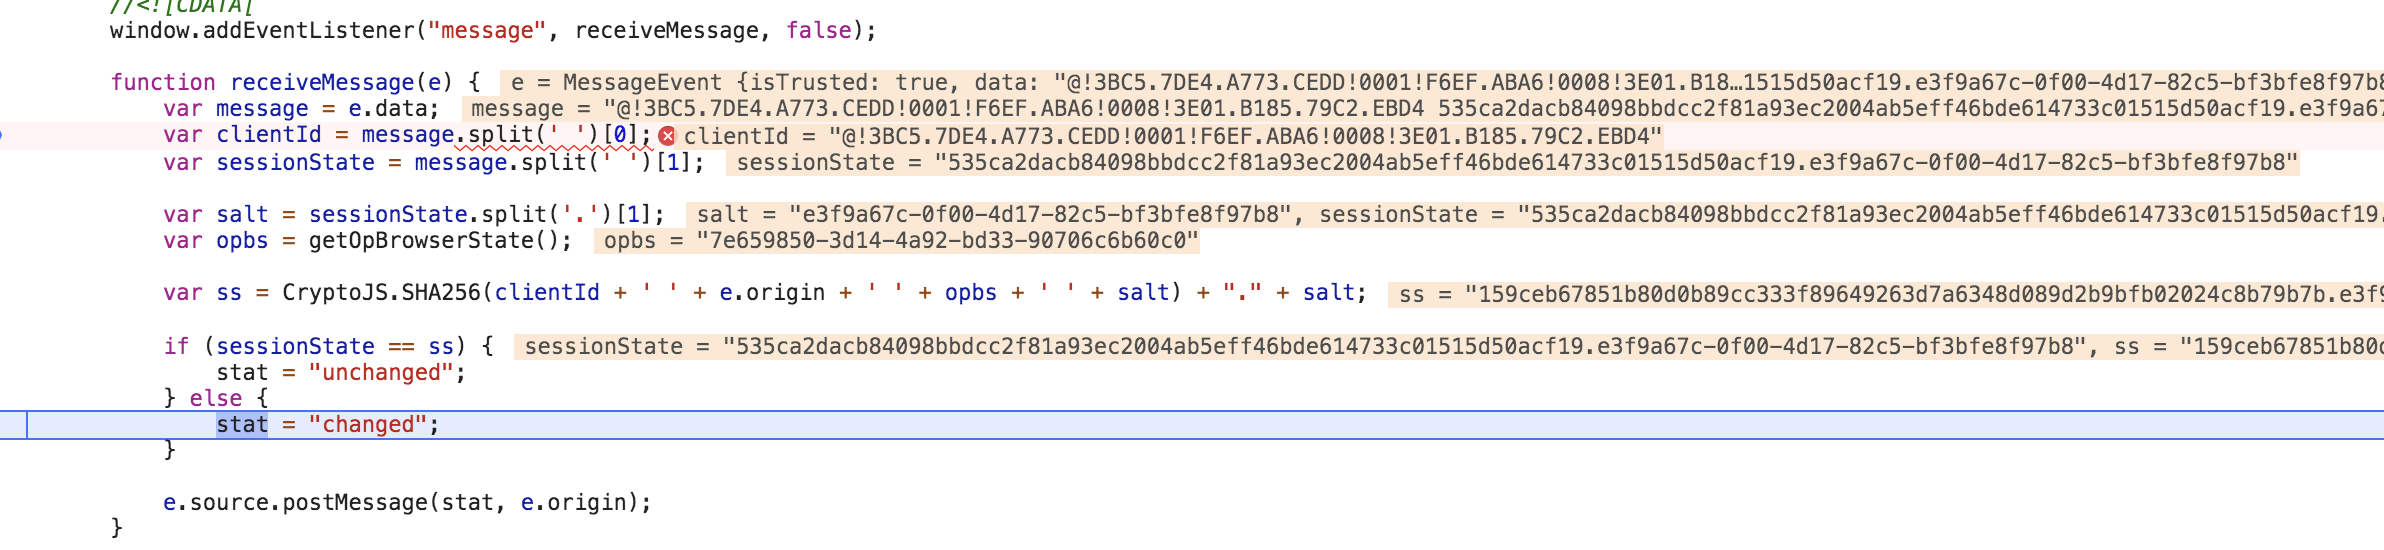 //<![CDATA[
window.addEventListener("message", receiveMessage, false);
function receiveMessage(e) { e = MessageEvent {isTrusted: true, data: "@!3BC5.7DE4.A773.CEDD!0001!F6EF.ABA6!0008!3E01.B18…1515d50acf19.e3f9a67c-0f00-4d17-82c5-bf3bfe8f97b8
var message = e.data; message = "@!3BC5.7DE4.A773.CEDD!0001!F6EF.ABA6!0008!3E01.B185.79C2.EBD4 535ca2dacb84098bbdcc2f81a93ec2004ab5eff46bde614733c01515d50acf19.e3f9a67
var clientId = message.split(' ')[0]; clientId = "@!3BC5.7DE4.A773.CEDD!0001!F6EF.ABA6!0008!3E01.B185.79C2.EBD4"
var sessionState = message.split(' ')[1]; sessionState = "535ca2dacb84098bbdcc2f81a93ec2004ab5eff46bde614733c01515d50acf19.e3f9a67c-0f00-4d17-82c5-bf3bfe8f97b8"
var salt = sessionState.split('.')[1]; salt = "e3f9a67c-0f00-4d17-82c5-bf3bfe8f97b8", sessionState = "535ca2dacb84098bbdcc2f81a93ec2004ab5eff46bde614733c01515d50acf19.
var opbs = getOpBrowserState(); opbs = "7e659850-3d14-4a92-bd33-90706c6b60c0"
var ss = CryptoJS.SHA256(clientId + ' ' + e.origin + ' ' + opbs + ' ' + salt) + "." + salt; ss = "159ceb67851b80d0b89cc333f89649263d7a6348d089d2b9bfb02024c8b79b7b.e3f9
if (sessionState == ss) { sessionState = "535ca2dacb84098bbdcc2f81a93ec2004ab5eff46bde614733c01515d50acf19.e3f9a67c-0f00-4d17-82c5-bf3bfe8f97b8", ss = "159ceb67851b80d
stat = "unchanged";
} else {
stat = "changed";
}
e.source.postMessage(stat, e.origin);
}